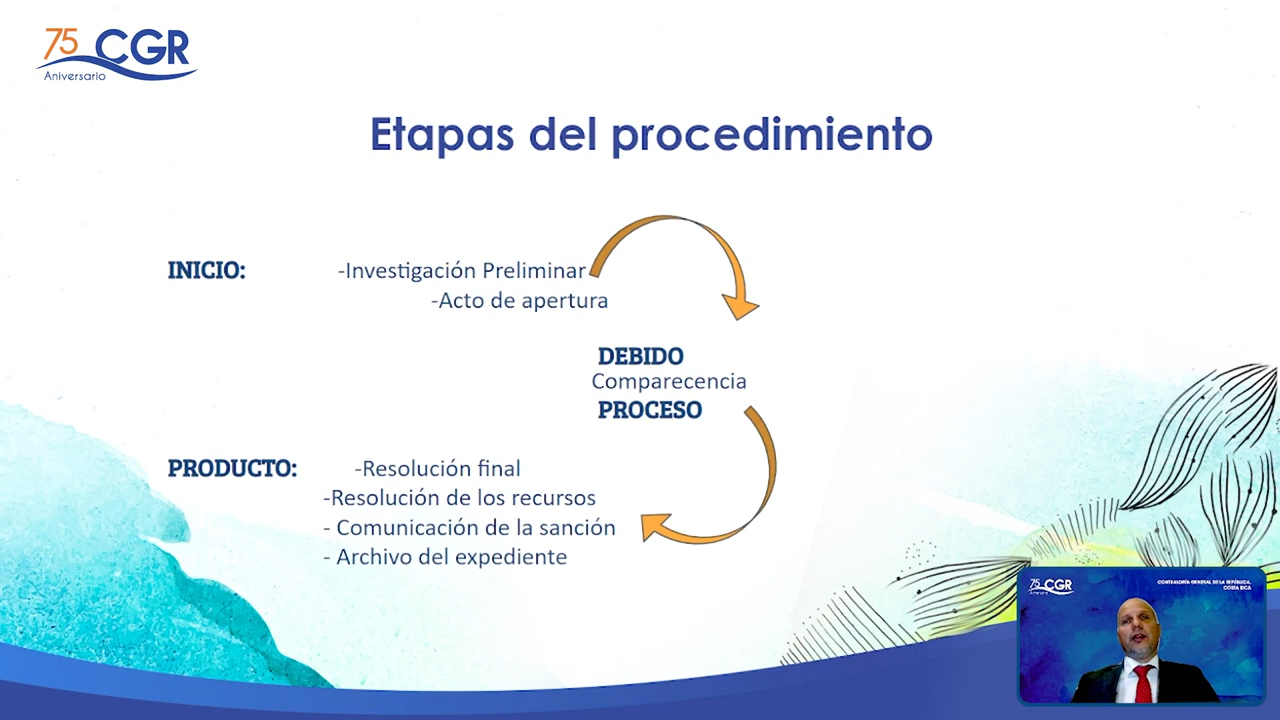 75 CGR
Aniversario
Etapas del procedimiento
INICIO: -Investigación Preliminar
-Acto de apertura
DEBIDO
Comparecencia
PROCESO
PRODUCTO: -Resolución final
-Resolución de los recursos
- Comunicación de la sanción
- Archivo del expediente
75 CGR
CONTRALORÍA GENERAL DE LA REPÚBLICA,
COSTA RICA